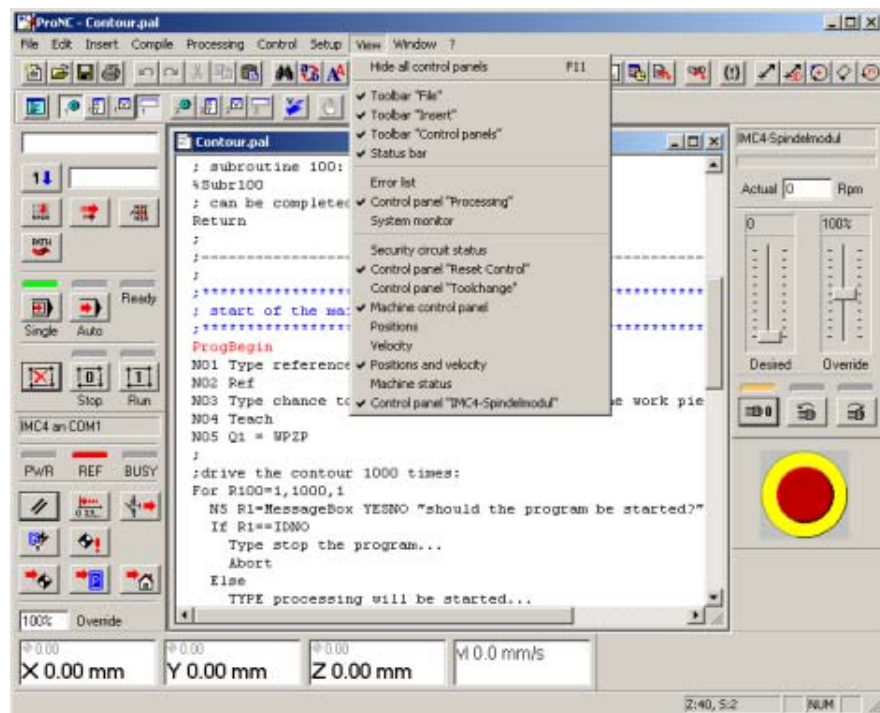 ProNC - Contour.pal
File Edit Insert Compile Processing Control Setup View Window ?
Hide all control panels F11
Toolbar "File"
Toolbar "Insert"
Toolbar "Control panels"
Status bar
Error list
Control panel "Processing"
System monitor
Security circuit status
Control panel "Reset Control"
Control panel "Toolchange"
Machine control panel
Positions
Velocity
Positions and velocity
Machine status
Control panel "IMC4-Spindelmodul"
Ready
Single Auto
Stop Run
IMC4 an COM1
PWR REF BUSY
100% Override
Contour.pal
; subroutine 100:
%Subr100
; can be completed
Return
;
;
; start of the
ProgBegin
N01 Type reference
N02 Ref
N03 Type chance to work pie
N04 Teach
N05 Q1 = WPZP
;
;drive the contour 1000 times:
For R100=1,1000,1
N5 R1=MessageBox YESNO "should the program be started?"
If R1==IDNO
Type stop the program...
Abort
Else
TYPE processing will be started...
IMC4-Spindelmodul
Actual 0 Rpm
0 100%
Desired Override
0.00 0.00 0.00
X 0.00 mm Y 0.00 mm Z 0.00 mm
0.0 mm/s
Z:40, S:2 NUM